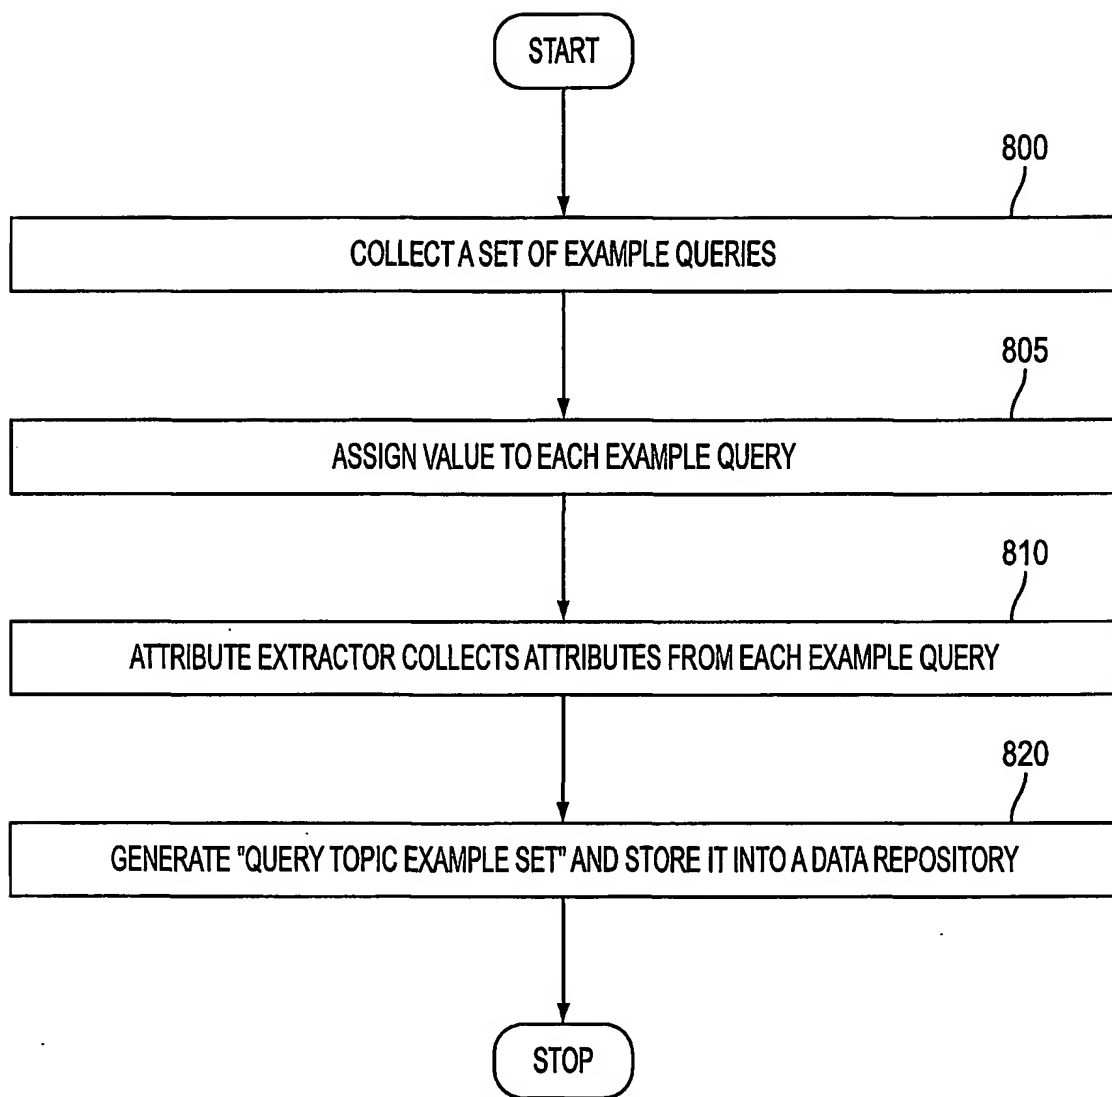 START
800
COLLECT A SET OF EXAMPLE QUERIES
805
ASSIGN VALUE TO EACH EXAMPLE QUERY
810
ATTRIBUTE EXTRACTOR COLLECTS ATTRIBUTES FROM EACH EXAMPLE QUERY
820
GENERATE "QUERY TOPIC EXAMPLE SET" AND STORE IT INTO A DATA REPOSITORY
STOP